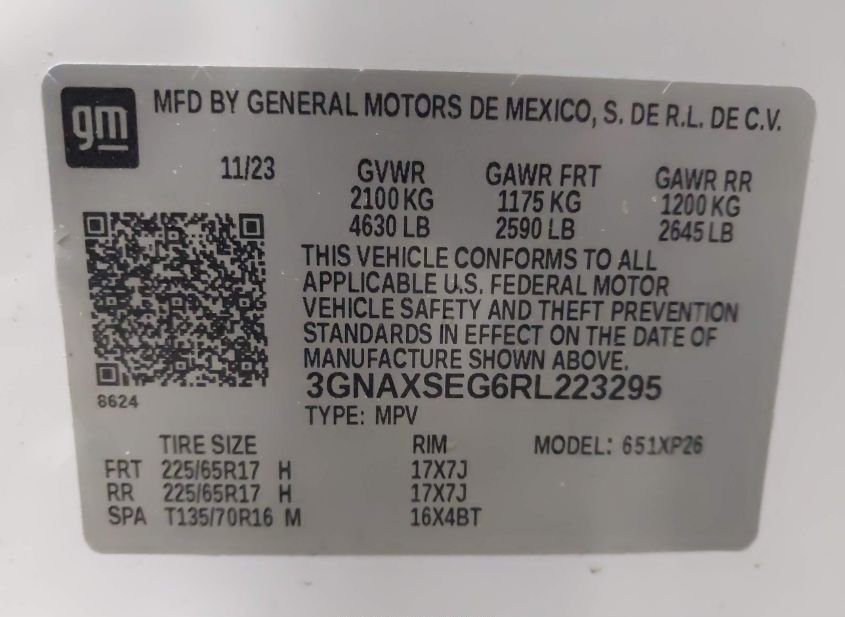 gm
MFD BY GENERAL MOTORS DE MEXICO, S. DE R.L. DE C.V.
11/23 GVWR GAWR FRT GAWR RR
2100 KG 1175 KG 1200 KG
4630 LB 2590 LB 2645 LB
THIS VEHICLE CONFORMS TO ALL
APPLICABLE U.S. FEDERAL MOTOR
VEHICLE SAFETY AND THEFT PREVENTION
STANDARDS IN EFFECT ON THE DATE OF
MANUFACTURE SHOWN ABOVE.
3GNAXSEG6RL223295
8624
TYPE: MPV
TIRE SIZE RIM MODEL: 651XP26
FRT 225/65R17 H 17X7J
RR 225/65R17 H 17X7J
SPA T135/70R16 M 16X4BT